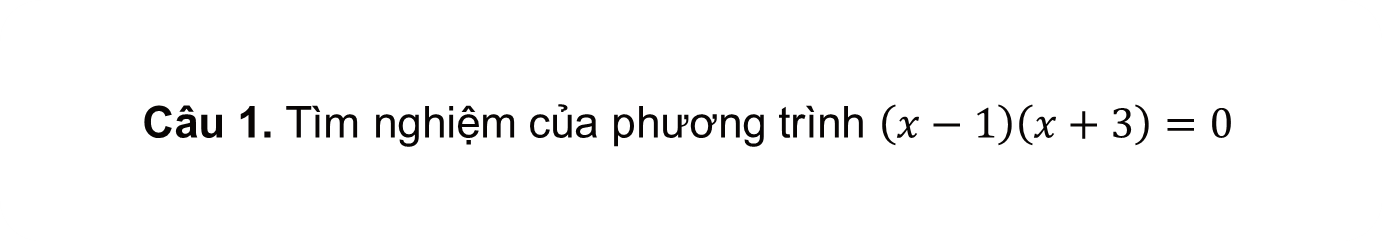 Câu 1. Tìm nghiệm của phương trình (x − 1)(x + 3) = 0